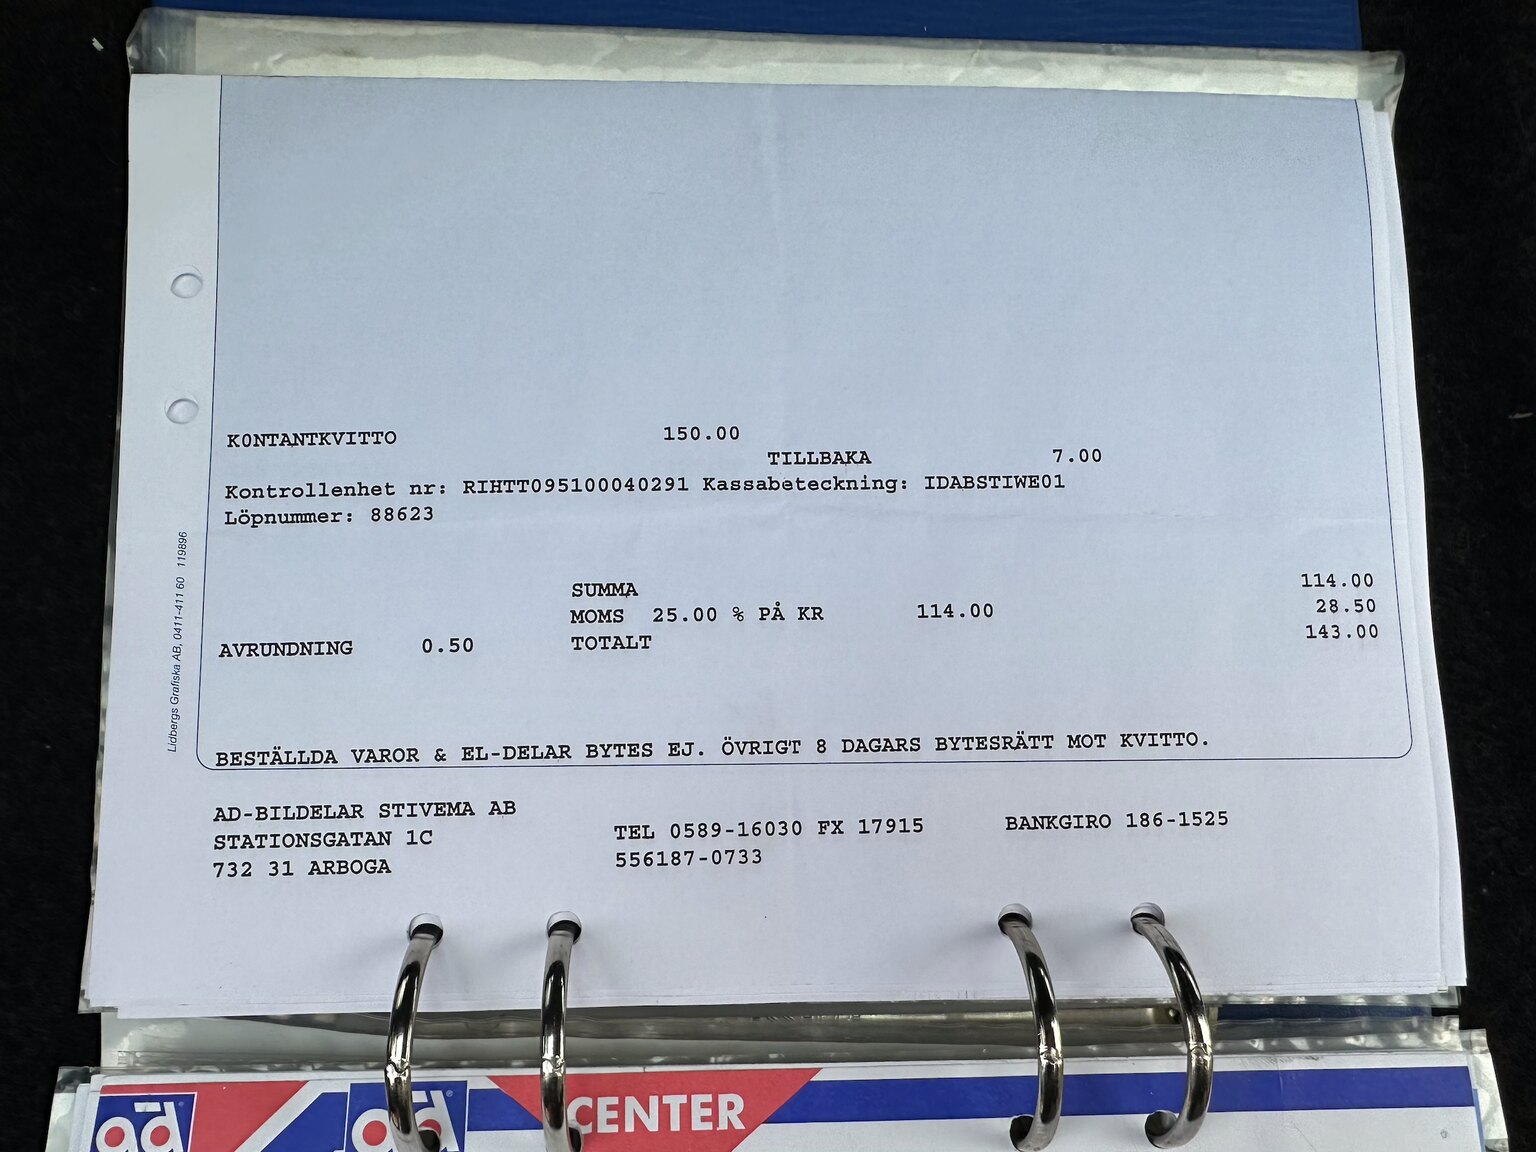 KONTANTKVITTO 150.00
TILLBAKA 7.00
Kontrollenhet nr: RIHTT095100040291 Kassabeteckning: IDABSTIWE01
Löpnummer: 88623
SUMMA 114.00
MOMS 25.00 % PÅ KR 114.00 28.50
AVRUNDNING 0.50 TOTALT 143.00
BESTÄLLDA VAROR & EL-DELAR BYTES EJ. ÖVRIGT 8 DAGARS BYTESRÄTT MOT KVITTO.
AD-BILDELAR STIVEMA AB
STATIONSGATAN 1C TEL 0589-16030 FX 17915 BANKGIRO 186-1525
732 31 ARBOGA 556187-0733
Lidbergs Grafiska AB, 0411-411 60 119896
ad ad CENTER